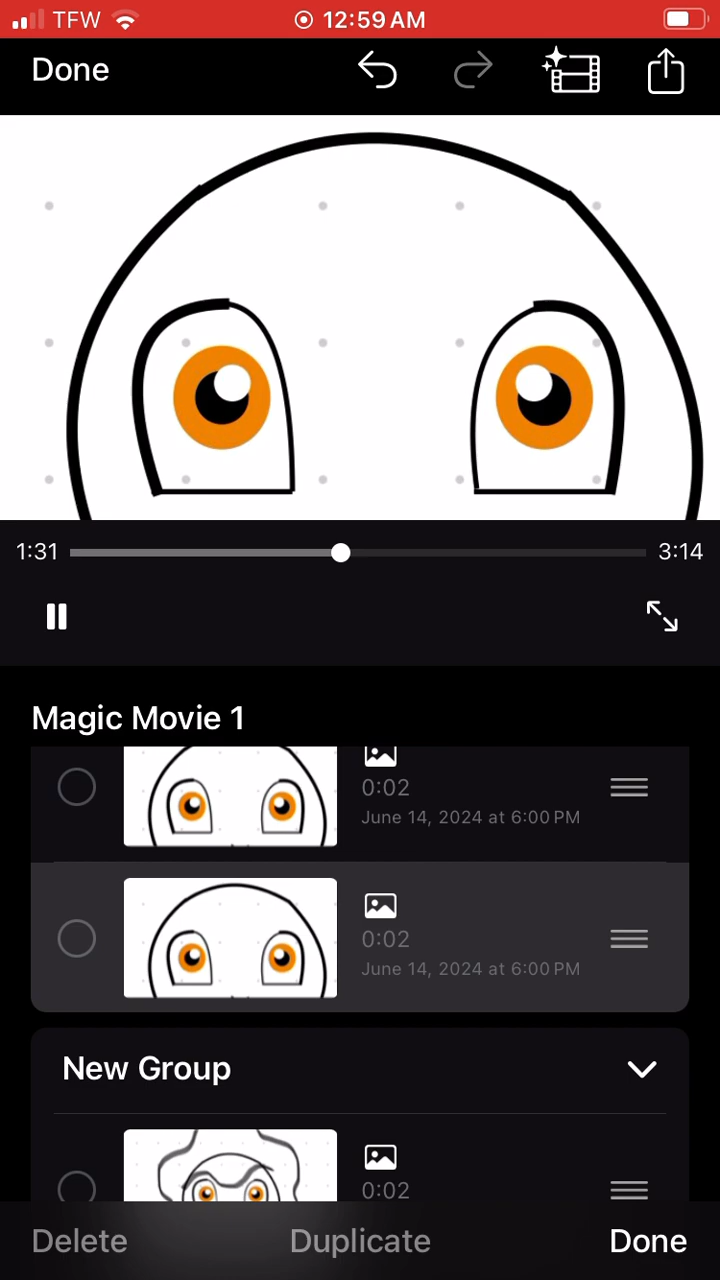 TFW 12:59 AM
Done
1:31 3:14
Magic Movie 1
0:02
June 14, 2024 at 6:00 PM
0:02
June 14, 2024 at 6:00 PM
New Group
0:02
Delete Duplicate Done